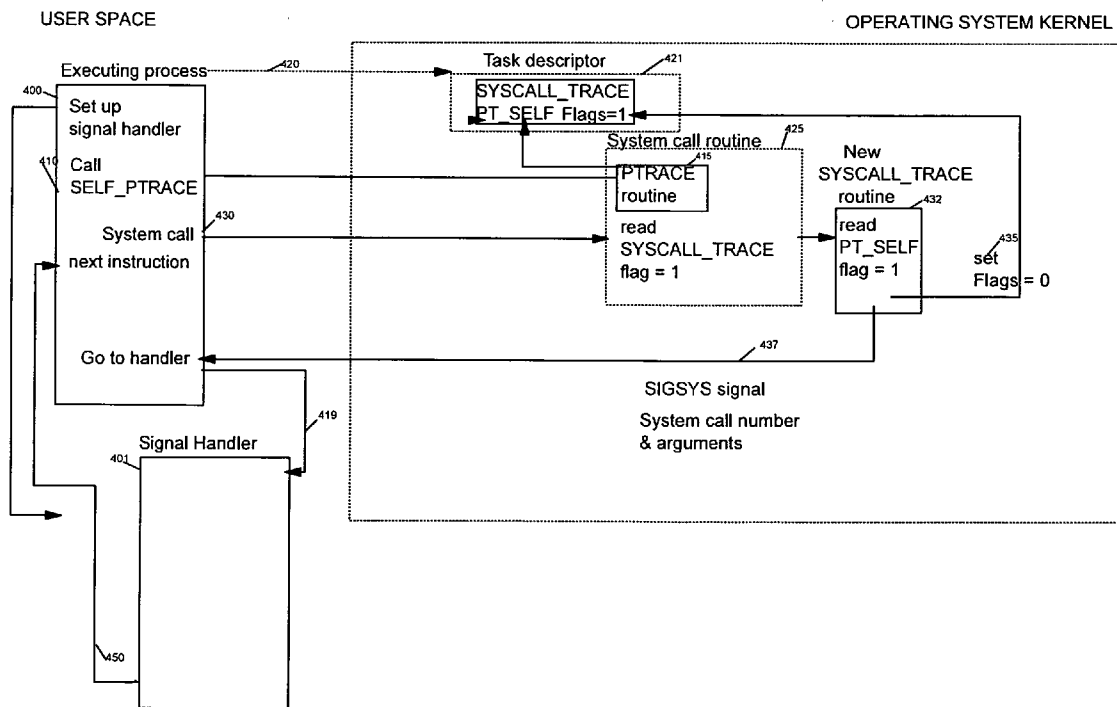 USER SPACE
OPERATING SYSTEM KERNEL
Executing process
420
Task descriptor
421
400
Set up
signal handler
SYSCALL_TRACE
PT_SELF Flags=1
410
Call
SELF_PTRACE
System call routine
425
PTRACE
routine
415
New
SYSCALL_TRACE
routine
432
430
System call
next instruction
read
SYSCALL_TRACE
flag = 1
read
PT_SELF
flag = 1
435
set
Flags = 0
Go to handler
437
SIGSYS signal
System call number
& arguments
419
Signal Handler
401
450